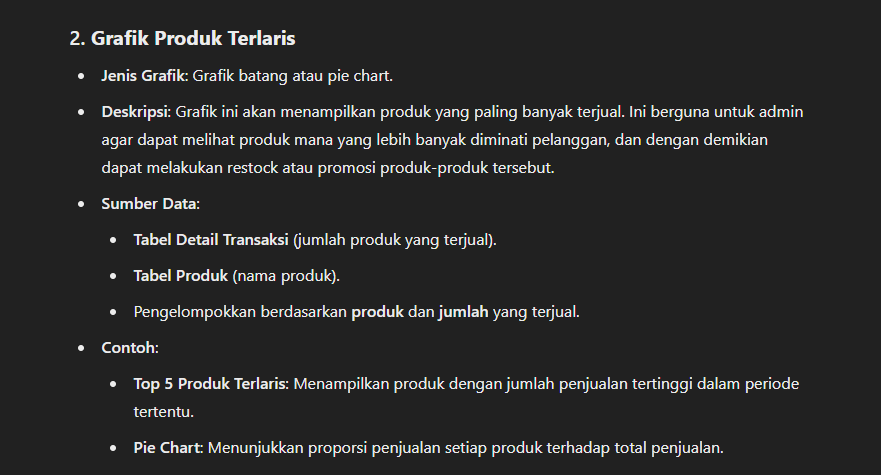 2. Grafik Produk Terlaris
• Jenis Grafik: Grafik batang atau pie chart.
• Deskripsi: Grafik ini akan menampilkan produk yang paling banyak terjual. Ini berguna untuk admin
agar dapat melihat produk mana yang lebih banyak diminati pelanggan, dan dengan demikian
dapat melakukan restock atau promosi produk-produk tersebut.
• Sumber Data:
• Tabel Detail Transaksi (jumlah produk yang terjual).
• Tabel Produk (nama produk).
• Pengelompokkan berdasarkan produk dan jumlah yang terjual.
• Contoh:
• Top 5 Produk Terlaris: Menampilkan produk dengan jumlah penjualan tertinggi dalam periode
tertentu.
• Pie Chart: Menunjukkan proporsi penjualan setiap produk terhadap total penjualan.